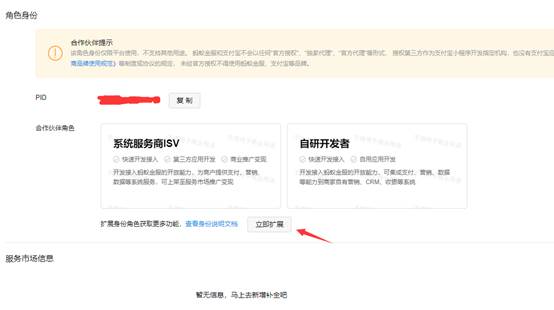 角色身份
合作伙伴提示
该角色身份仅限平台使用，不支持其他用途。 蚂蚁金服和支付宝不会以任何“官方授权”、“独家代理”、“官方代理”等形式， 授权第三方作为支付宝小程序开发指定机构，也没有支付宝应
商品牌使用规范》等制度或协议的规定， 未经官方授权不得使用蚂蚁金服、支付宝等品牌。
PID
复 制
合作伙伴角色
系统服务商ISV
快速开发接入 第三方应用开发 商业推广变现
开发接入蚂蚁金服的开放能力，为商户提供支付、营销、
数据等系统服务，可上架至服务市场推广变现
自研开发者
快速开发接入 自用应用开发
开发接入蚂蚁金服的开放能力，可集成支付、营销、数据
等能力到商家自有营销、CRM、收银等系统
扩展身份角色获取更多功能，查看身份说明文档 立即扩展
服务市场信息
暂无信息，马上去新增补全吧